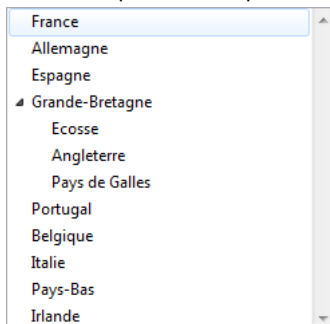 France
Allemagne
Espagne
Grande-Bretagne
Ecosse
Angleterre
Pays de Galles
Portugal
Belgique
Italie
Pays-Bas
Irlande